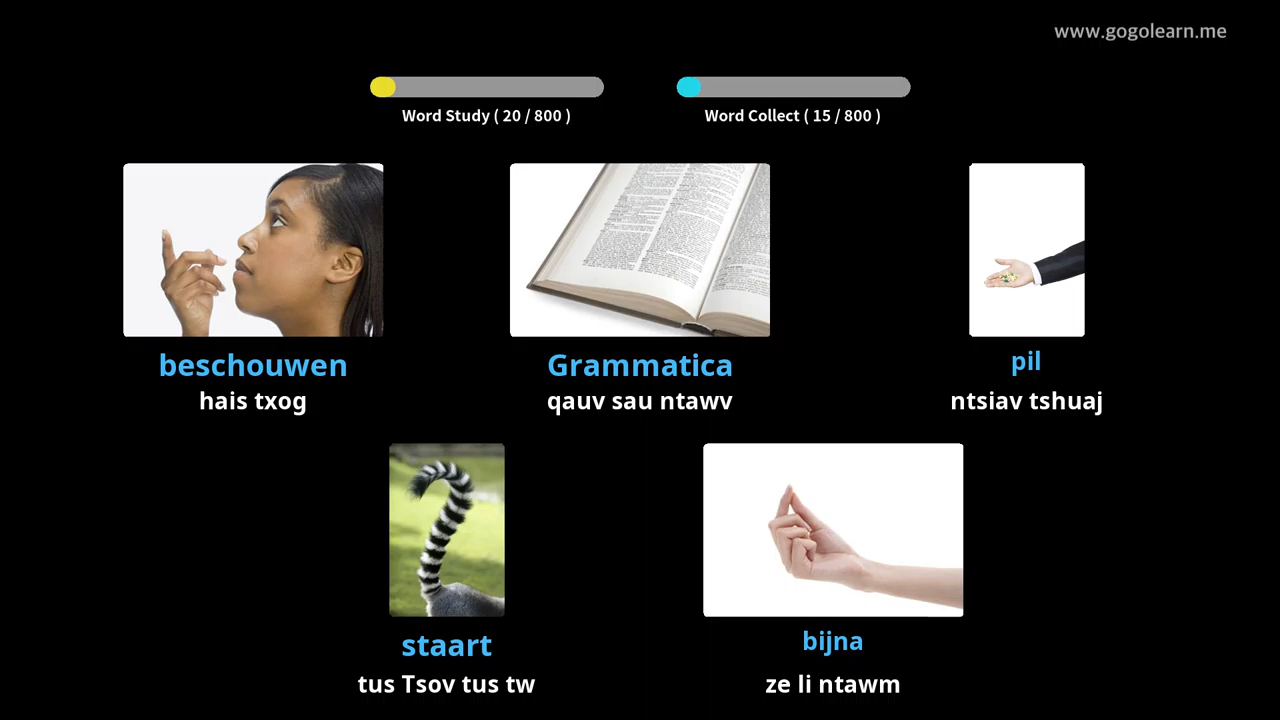 www.gogolearn.me
Word Study ( 20 / 800 )
Word Collect ( 15 / 800 )
beschouwen
hais txog
Grammatica
qauv sau ntawv
pil
ntsiav tshuaj
staart
tus Tsov tus tw
bijna
ze li ntawm